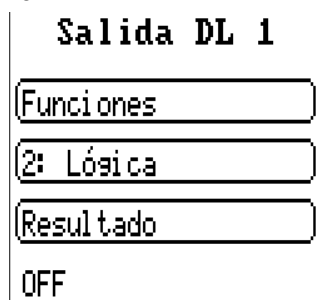 Salida DL 1
Funciones
2: Lógica
Resultado
OFF